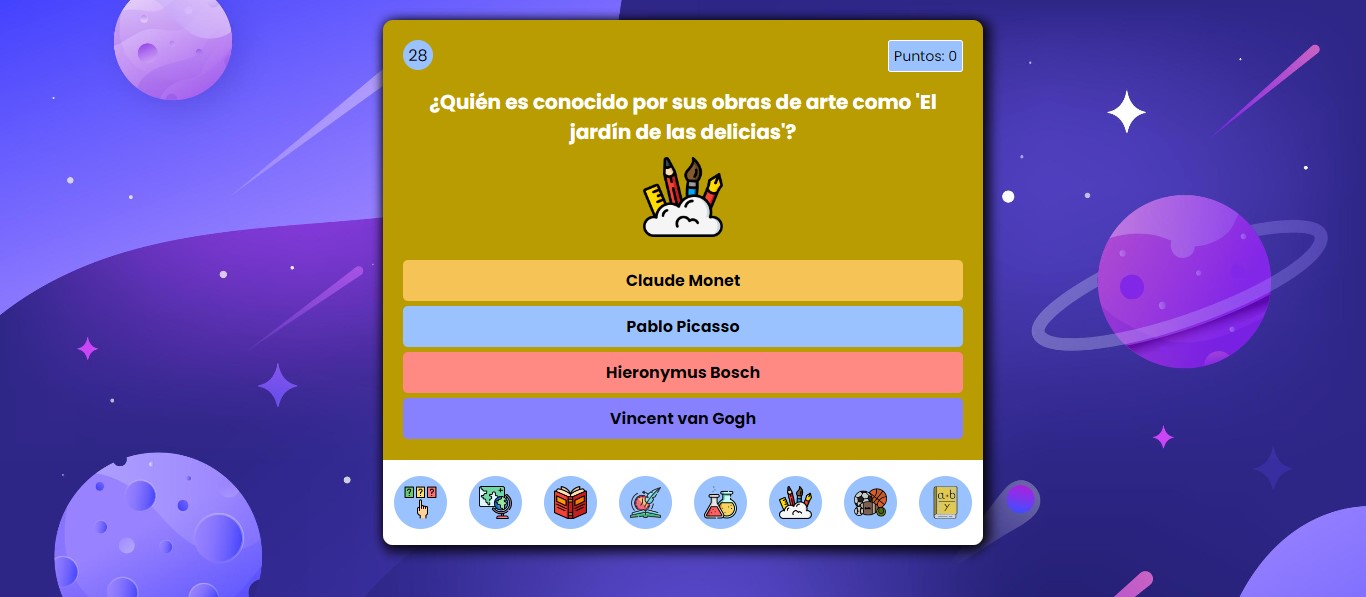 28
Puntos: 0
¿Quién es conocido por sus obras de arte como 'El
jardín de las delicias'?
Claude Monet
Pablo Picasso
Hieronymus Bosch
Vincent van Gogh
? ? ?
a+b
y